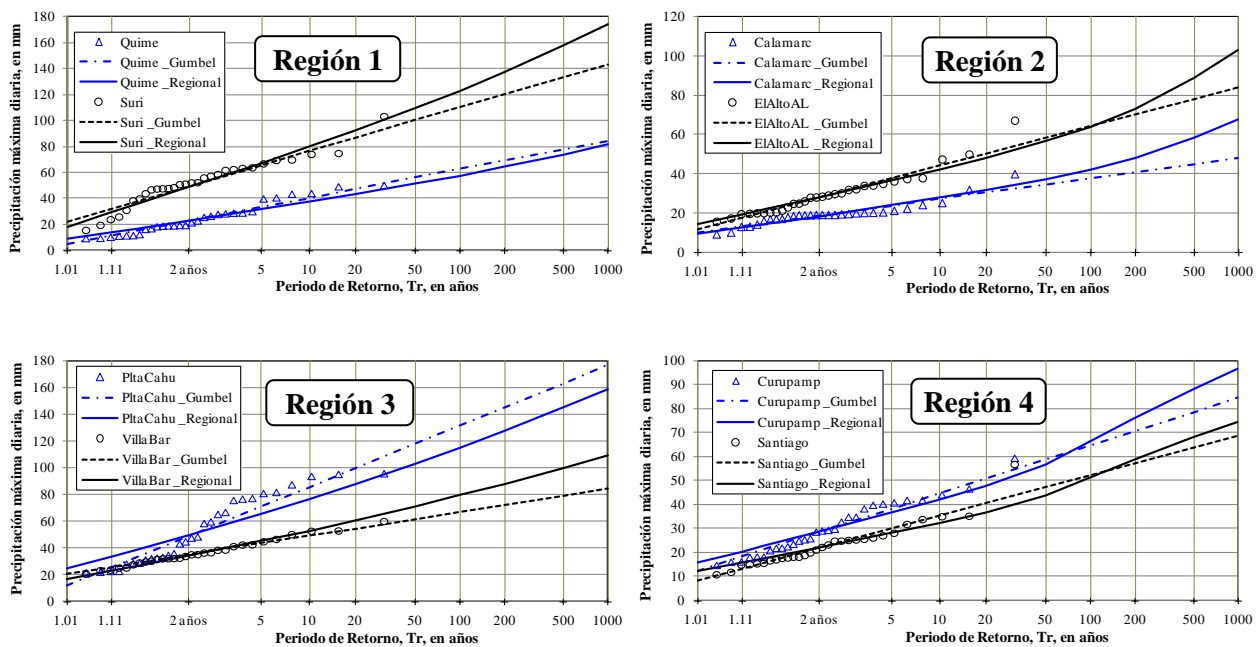 Precipitación máxima diaria, en mm
180
160
140
120
100
80
60
40
20
0
Región 1
Quime
Quime _Gumbel
Quime _Regional
Suri
Suri _Gumbel
Suri _Regional
1.01 1.11 2 años 5 10 20 50 100 200 500 1000
Periodo de Retorno, Tr, en años
Precipitación máxima diaria, en mm
120
100
80
60
40
20
0
Región 2
Calamarc
Calamarc _Gumbel
Calamarc _Regional
ElAltoAL
ElAltoAL _Gumbel
ElAltoAL _Regional
1.01 1.11 2 años 5 10 20 50 100 200 500 1000
Periodo de Retorno, Tr, en años
Precipitación máxima diaria, en mm
180
160
140
120
100
80
60
40
20
0
Región 3
PltaCahu
PltaCahu _Gumbel
PltaCahu _Regional
VillaBar
VillaBar _Gumbel
VillaBar _Regional
1.01 1.11 2 años 5 10 20 50 100 200 500 1000
Periodo de Retorno, Tr, en años
Precipitación máxima diaria, en mm
100
90
80
70
60
50
40
30
20
10
0
Región 4
Curupamp
Curupamp _Gumbel
Curupamp _Regional
Santiago
Santiago _Gumbel
Santiago _Regional
1.01 1.11 2 años 5 10 20 50 100 200 500 1000
Periodo de Retorno, Tr, en años